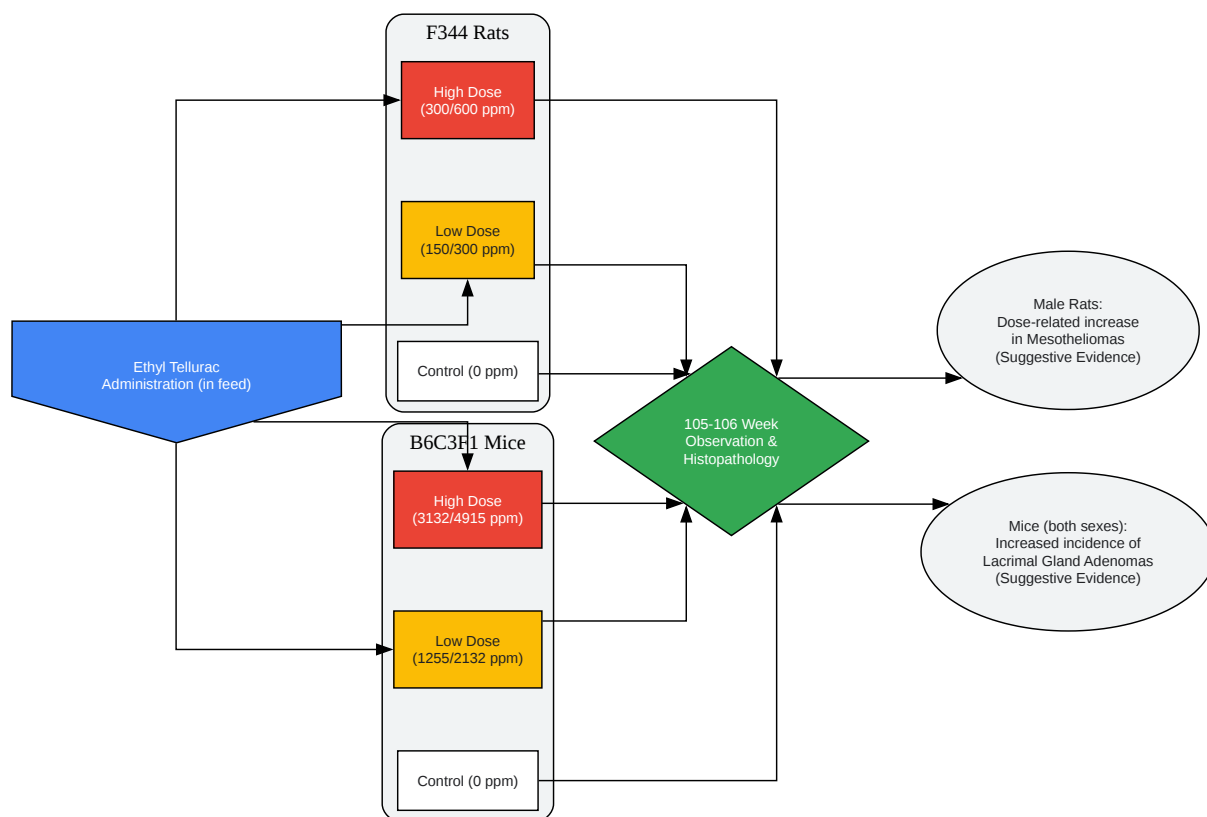 F344 Rats
High Dose
(300/600 ppm)
Low Dose
(150/300 ppm)
Control (0 ppm)
Ethyl Tellurac
Administration (in feed)
B6C3F1 Mice
High Dose
(3132/4915 ppm)
Low Dose
(1255/2132 ppm)
Control (0 ppm)
105-106 Week
Observation &
Histopathology
Male Rats:
Dose-related increase
in Mesotheliomas
(Suggestive Evidence)
Mice (both sexes):
Increased incidence of
Lacrimal Gland Adenomas
(Suggestive Evidence)